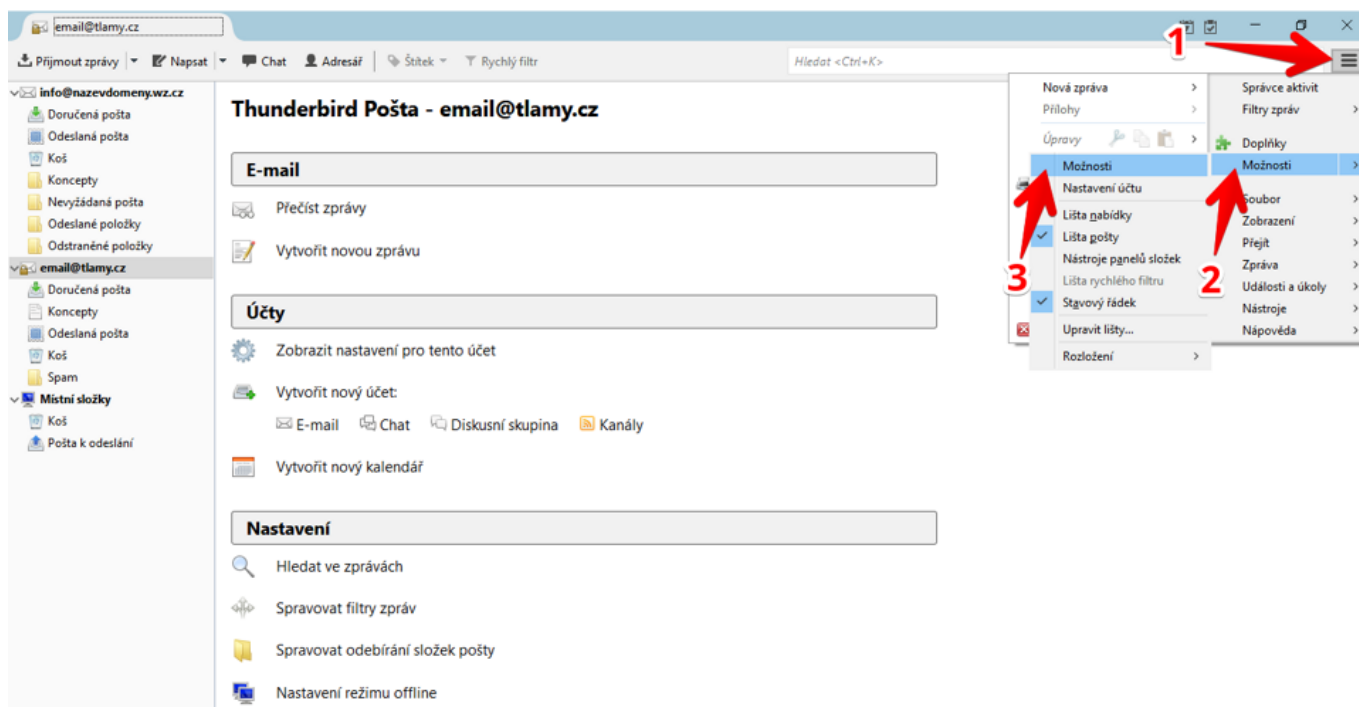 email@tlamy.cz
Přijmout zprávy Napsat Chat Adresář Štítek Rychlý filtr Hledat <Ctrl+K>
1
info@nazevdomeny.wz.cz
Doručená pošta
Odeslaná pošta
Koš
Koncepty
Nevyžádaná pošta
Odeslané položky
Odstraněné položky
email@tlamy.cz
Doručená pošta
Koncepty
Odeslaná pošta
Koš
Spam
Místní složky
Koš
Pošta k odeslání
Thunderbird Pošta - email@tlamy.cz
E-mail
Přečíst zprávy
Vytvořit novou zprávu
Účty
Zobrazit nastavení pro tento účet
Vytvořit nový účet:
E-mail Chat Diskusní skupina Kanály
Vytvořit nový kalendář
Nastavení
Hledat ve zprávách
Spravovat filtry zpráv
Spravovat odebírání složek pošty
Nastavení režimu offline
Nová zpráva
Přílohy
Úpravy
Možnosti
Nastavení účtu
Lišta nabídky
Lišta pošty
Nástroje panelů složek
Lišta rychlého filtru
Stavový řádek
Upravit lišty...
Rozložení
3
Správce aktivit
Filtry zpráv
Doplňky
Možnosti
Soubor
Zobrazení
Přejít
Zpráva
Události a úkoly
Nástroje
Nápověda
2